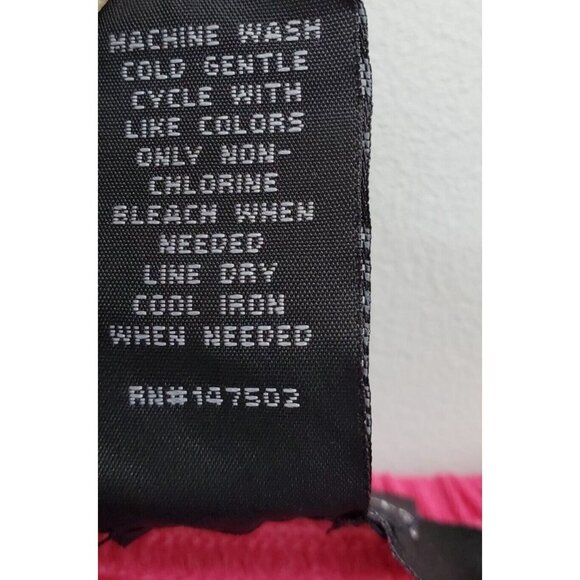 MACHINE WASH
COLD GENTLE
CYCLE WITH
LIKE COLORS
ONLY NON-
CHLORINE
BLEACH WHEN
NEEDED
LINE DRY
COOL IRON
WHEN NEEDED
RN#147502